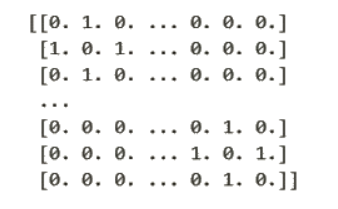 [[0. 1. 0. ... 0. 0. 0.]
[1. 0. 1. ... 0. 0. 0.]
[0. 1. 0. ... 0. 0. 0.]
...
[0. 0. 0. ... 0. 1. 0.]
[0. 0. 0. ... 1. 0. 1.]
[0. 0. 0. ... 0. 1. 0.]]